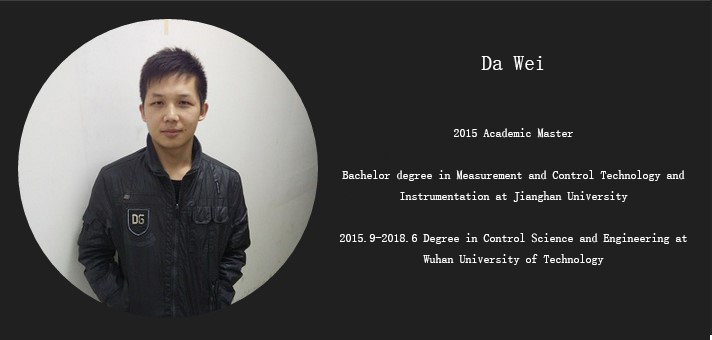 Da Wei
2015 Academic Master
Bachelor degree in Measurement and Control Technology and
Instrumentation at Jianghan University
2015.9-2018.6 Degree in Control Science and Engineering at
Wuhan University of Technology
DG